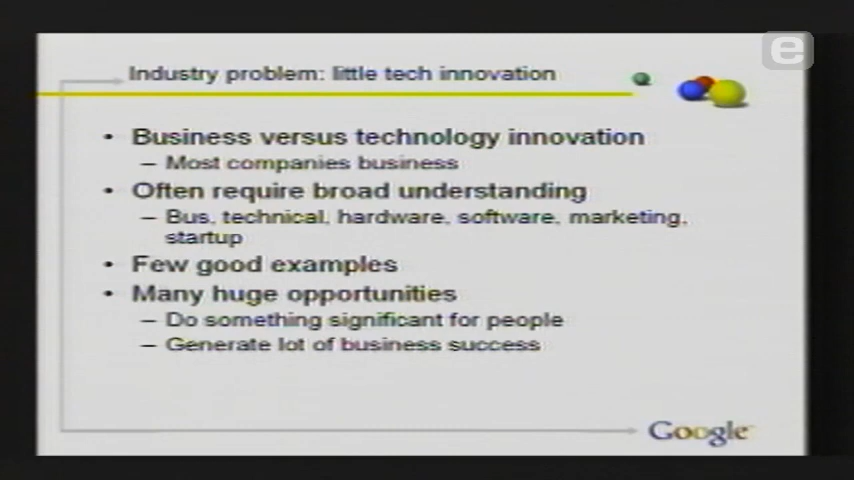 e
Industry problem: little tech innovation
• Business versus technology innovation
– Most companies business
• Often require broad understanding
– Bus, technical, hardware, software, marketing,
startup
• Few good examples
• Many huge opportunities
– Do something significant for people
– Generate lot of business success
Google